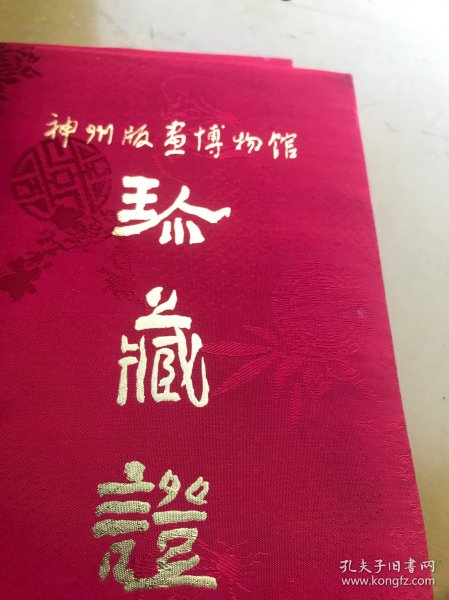 神州版画博物馆
珍
藏
證
孔夫子旧书网
www.kongfz.com